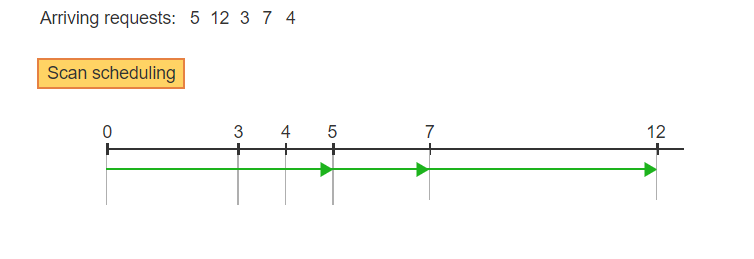 Arriving requests: 5 12 3 7 4
Scan scheduling
0 3 4 5 7 12